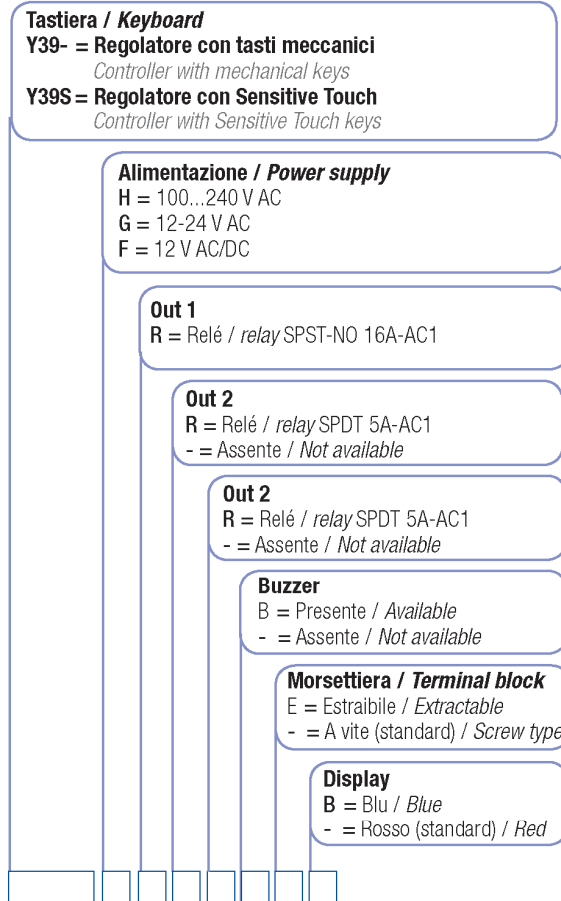 Tastiera / Keyboard
Y39- = Regolatore con tasti meccanici
Controller with mechanical keys
Y39S = Regolatore con Sensitive Touch
Controller with Sensitive Touch keys
Alimentazione / Power supply
H = 100...240 V AC
G = 12-24 V AC
F = 12 V AC/DC
Out 1
R = Relé / relay SPST-NO 16A-AC1
Out 2
R = Relé / relay SPDT 5A-AC1
- = Assente / Not available
Out 2
R = Relé / relay SPDT 5A-AC1
- = Assente / Not available
Buzzer
B = Presente / Available
- = Assente / Not available
Morsettiera / Terminal block
E = Estraibile / Extractable
- = A vite (standard) / Screw type
Display
B = Blu / Blue
- = Rosso (standard) / Red